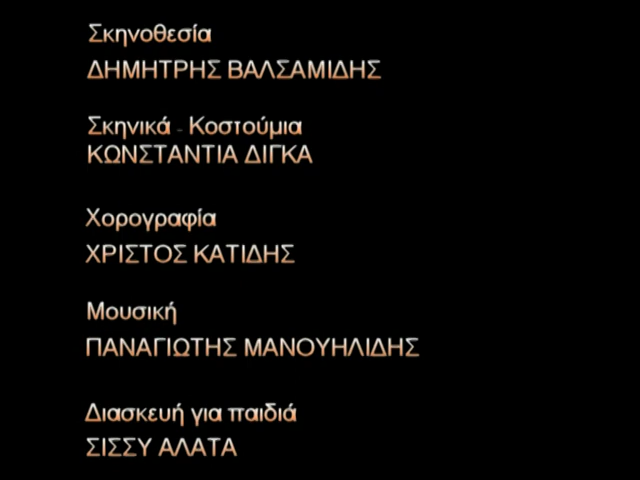 Σκηνοθεσία
ΔΗΜΗΤΡΗΣ ΒΑΛΣΑΜΙΔΗΣ
Σκηνικά - Κοστούμια
ΚΩΝΣΤΑΝΤΙΑ ΔΙΓΚΑ
Χορογραφία
ΧΡΙΣΤΟΣ ΚΑΤΙΔΗΣ
Μουσική
ΠΑΝΑΓΙΩΤΗΣ ΜΑΝΟΥΗΛΙΔΗΣ
Διασκευή για παιδιά
ΣΙΣΣΥ ΑΛΑΤΑ